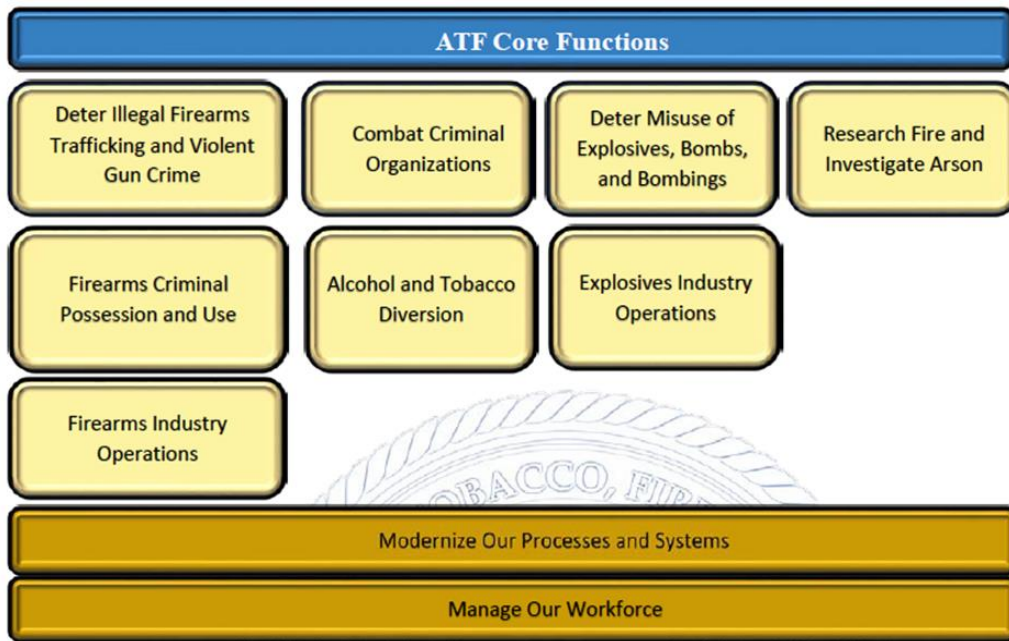 ATF Core Functions
Deter Illegal Firearms
Trafficking and Violent
Gun Crime
Combat Criminal
Organizations
Deter Misuse of
Explosives, Bombs,
and Bombings
Research Fire and
Investigate Arson
Firearms Criminal
Possession and Use
Alcohol and Tobacco
Diversion
Explosives Industry
Operations
Firearms Industry
Operations
TOBACCO, FIRE
Modernize Our Processes and Systems
Manage Our Workforce